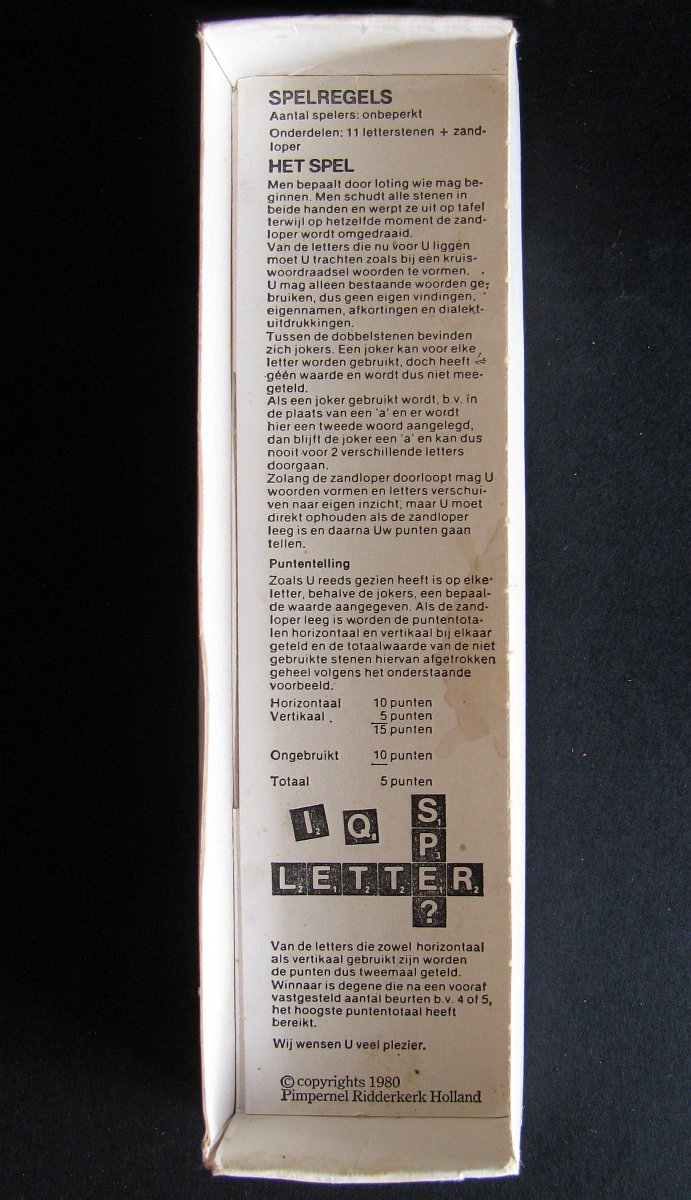 SPELREGELS
Aantal spelers: onbeperkt
Onderdelen: 11 letterstenen + zand-
loper
HET SPEL
Men bepaalt door loting wie mag be-
ginnen. Men schudt alle stenen in
beide handen en werpt ze uit op tafel
terwijl op hetzelfde moment de zand-
loper wordt omgedraaid.
Van de letters die nu voor U liggen
moet U trachten zoals bij een kruis-
woordraadsel woorden te vormen.
U mag alleen bestaande woorden ge-
bruiken, dus geen eigen vindingen,
eigennamen, afkortingen en dialekt-
uitdrukkingen.
Tussen de dobbelstenen bevinden
zich jokers. Een joker kan voor elke
letter worden gebruikt, doch heeft
géén waarde en wordt dus niet mee-
geteld.
Als een joker gebruikt wordt, b.v. in
de plaats van een 'a' en er wordt
hier een tweede woord aangelegd,
dan blijft de joker een 'a' en kan dus
nooit voor 2 verschillende letters
doorgaan.
Zolang de zandloper doorloopt mag U
woorden vormen en letters verschui-
ven naar eigen inzicht, maar U moet
direkt ophouden als de zandloper
leeg is en daarna Uw punten gaan
tellen.
Puntentelling
Zoals U reeds gezien heeft is op elke
letter, behalve de jokers, een bepaal-
de waarde aangegeven. Als de zand-
loper leeg is worden de puntentota-
len horizontaal en vertikaal bij elkaar
geteld en de totaalwaarde van de niet
gebruikte stenen hiervan afgetrokken
geheel volgens het onderstaande
voorbeeld.
Horizontaal 10 punten
Vertikaal 5 punten
15 punten
Ongebruikt 10 punten
Totaal 5 punten
S1
I2 Q8
P3
L2 E1 T2 T2 E1 R2
?
Van de letters die zowel horizontaal
als vertikaal gebruikt zijn worden
de punten dus tweemaal geteld.
Winnaar is degene die na een vooraf
vastgesteld aantal beurten b.v. 4 of 5,
het hoogste puntentotaal heeft
bereikt.
Wij wensen U veel plezier.
© copyrights 1980
Pimpernel Ridderkerk Holland